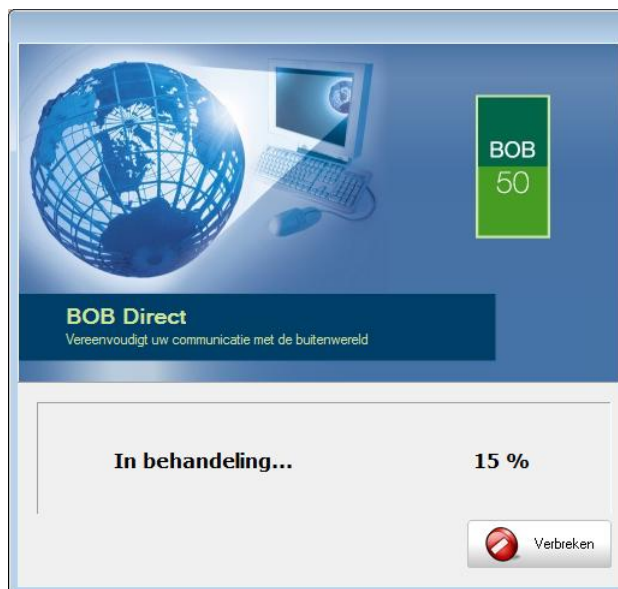 BOB
50
BOB Direct
Vereenvoudigt uw communicatie met de buitenwereld
In behandeling... 15 %
Verbreken